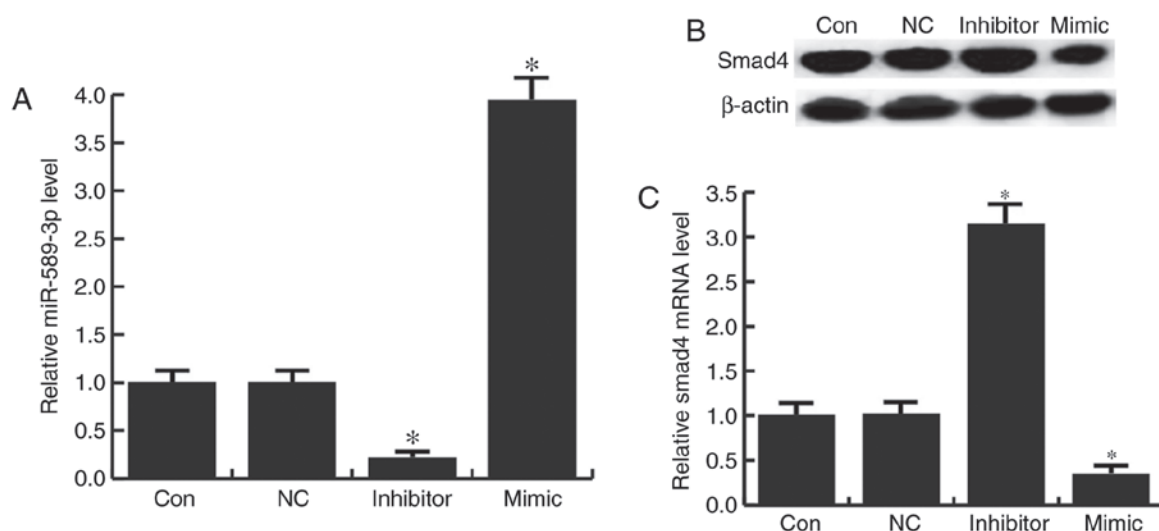 A
Relative miR-589-3p level
4.0
3.5
3.0
2.5
2.0
1.5
1.0
0.5
0.0
*
*
Con NC Inhibitor Mimic
B
Con NC Inhibitor Mimic
Smad4
β-actin
C
Relative smad4 mRNA level
3.5
3.0
3.5
2.0
1.5
1.0
0.5
0.0
*
*
Con NC Inhibitor Mimic